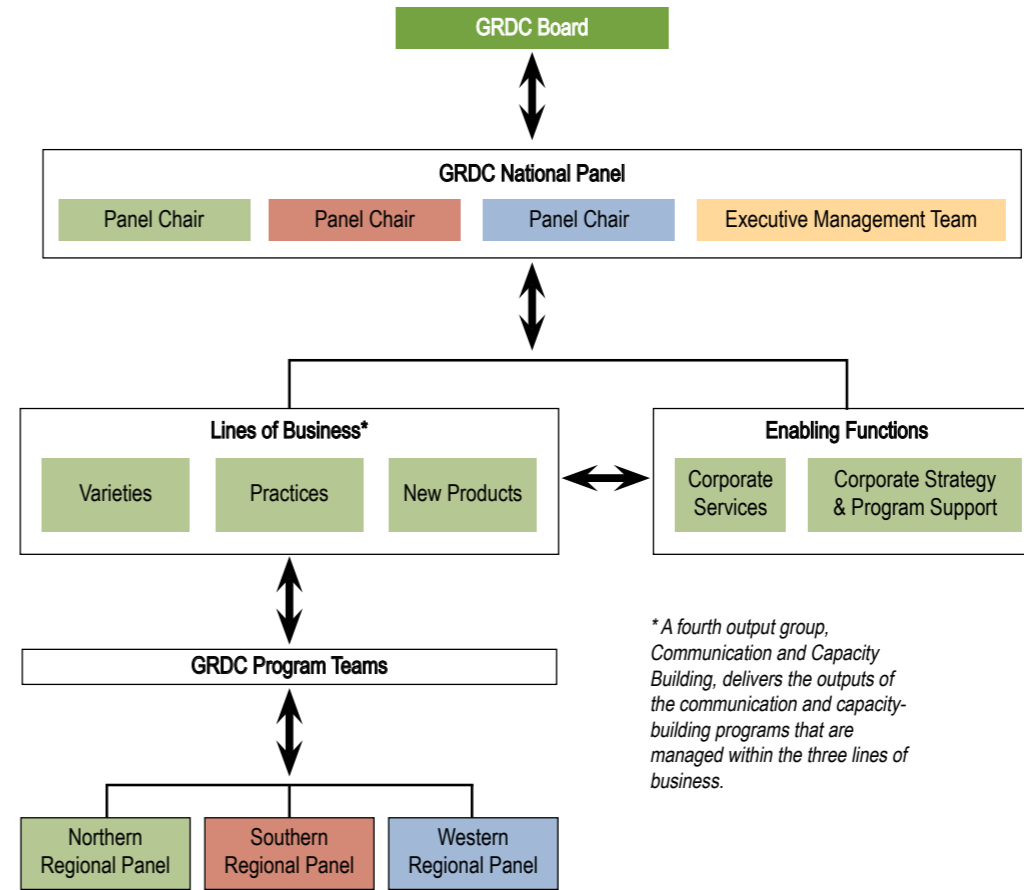 GRDC Board
GRDC National Panel
Panel Chair
Panel Chair
Panel Chair
Executive Management Team
Lines of Business*
Varieties
Practices
New Products
Enabling Functions
Corporate
Services
Corporate Strategy
& Program Support
GRDC Program Teams
* A fourth output group,
Communication and Capacity
Building, delivers the outputs of
the communication and capacity-
building programs that are
managed within the three lines of
business.
Northern
Regional Panel
Southern
Regional Panel
Western
Regional Panel